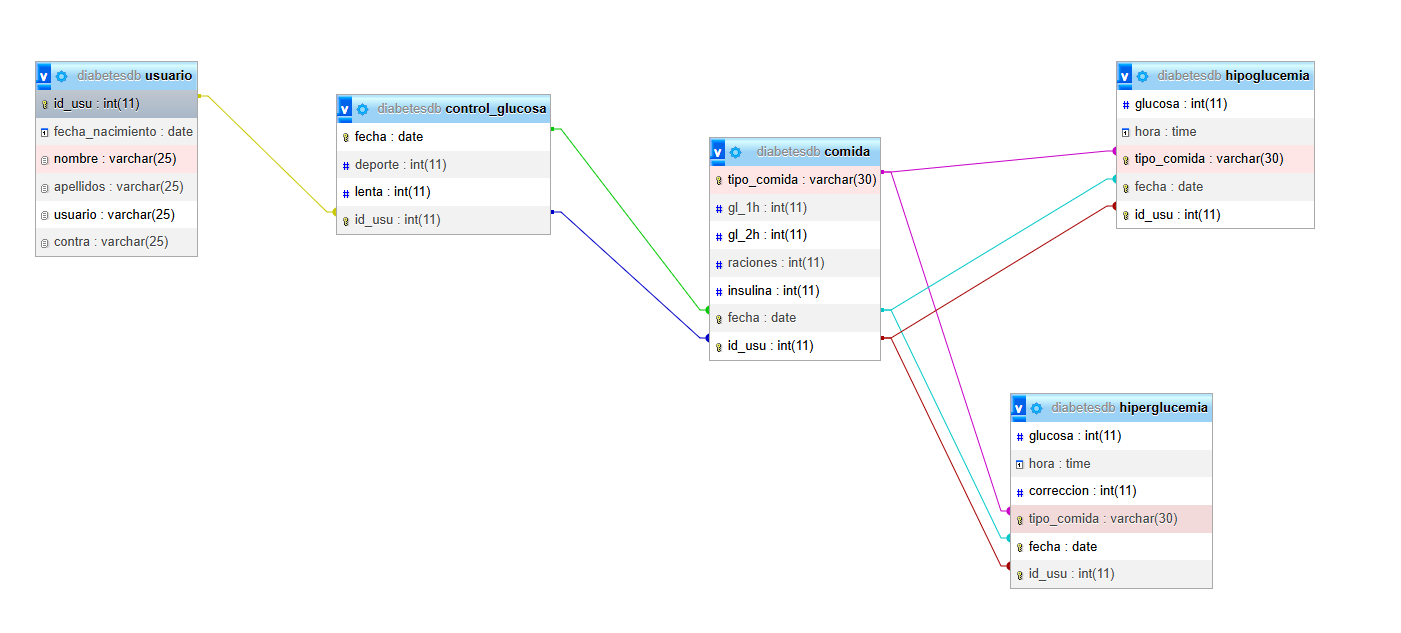 diabetesdb usuario
id_usu : int(11)
fecha_nacimiento : date
nombre : varchar(25)
apellidos : varchar(25)
usuario : varchar(25)
contra : varchar(25)
diabetesdb control_glucosa
fecha : date
deporte : int(11)
lenta : int(11)
id_usu : int(11)
diabetesdb comida
tipo_comida : varchar(30)
gl_1h : int(11)
gl_2h : int(11)
raciones : int(11)
insulina : int(11)
fecha : date
id_usu : int(11)
diabetesdb hipoglucemia
glucosa : int(11)
hora : time
tipo_comida : varchar(30)
fecha : date
id_usu : int(11)
diabetesdb hiperglucemia
glucosa : int(11)
hora : time
correccion : int(11)
tipo_comida : varchar(30)
fecha : date
id_usu : int(11)